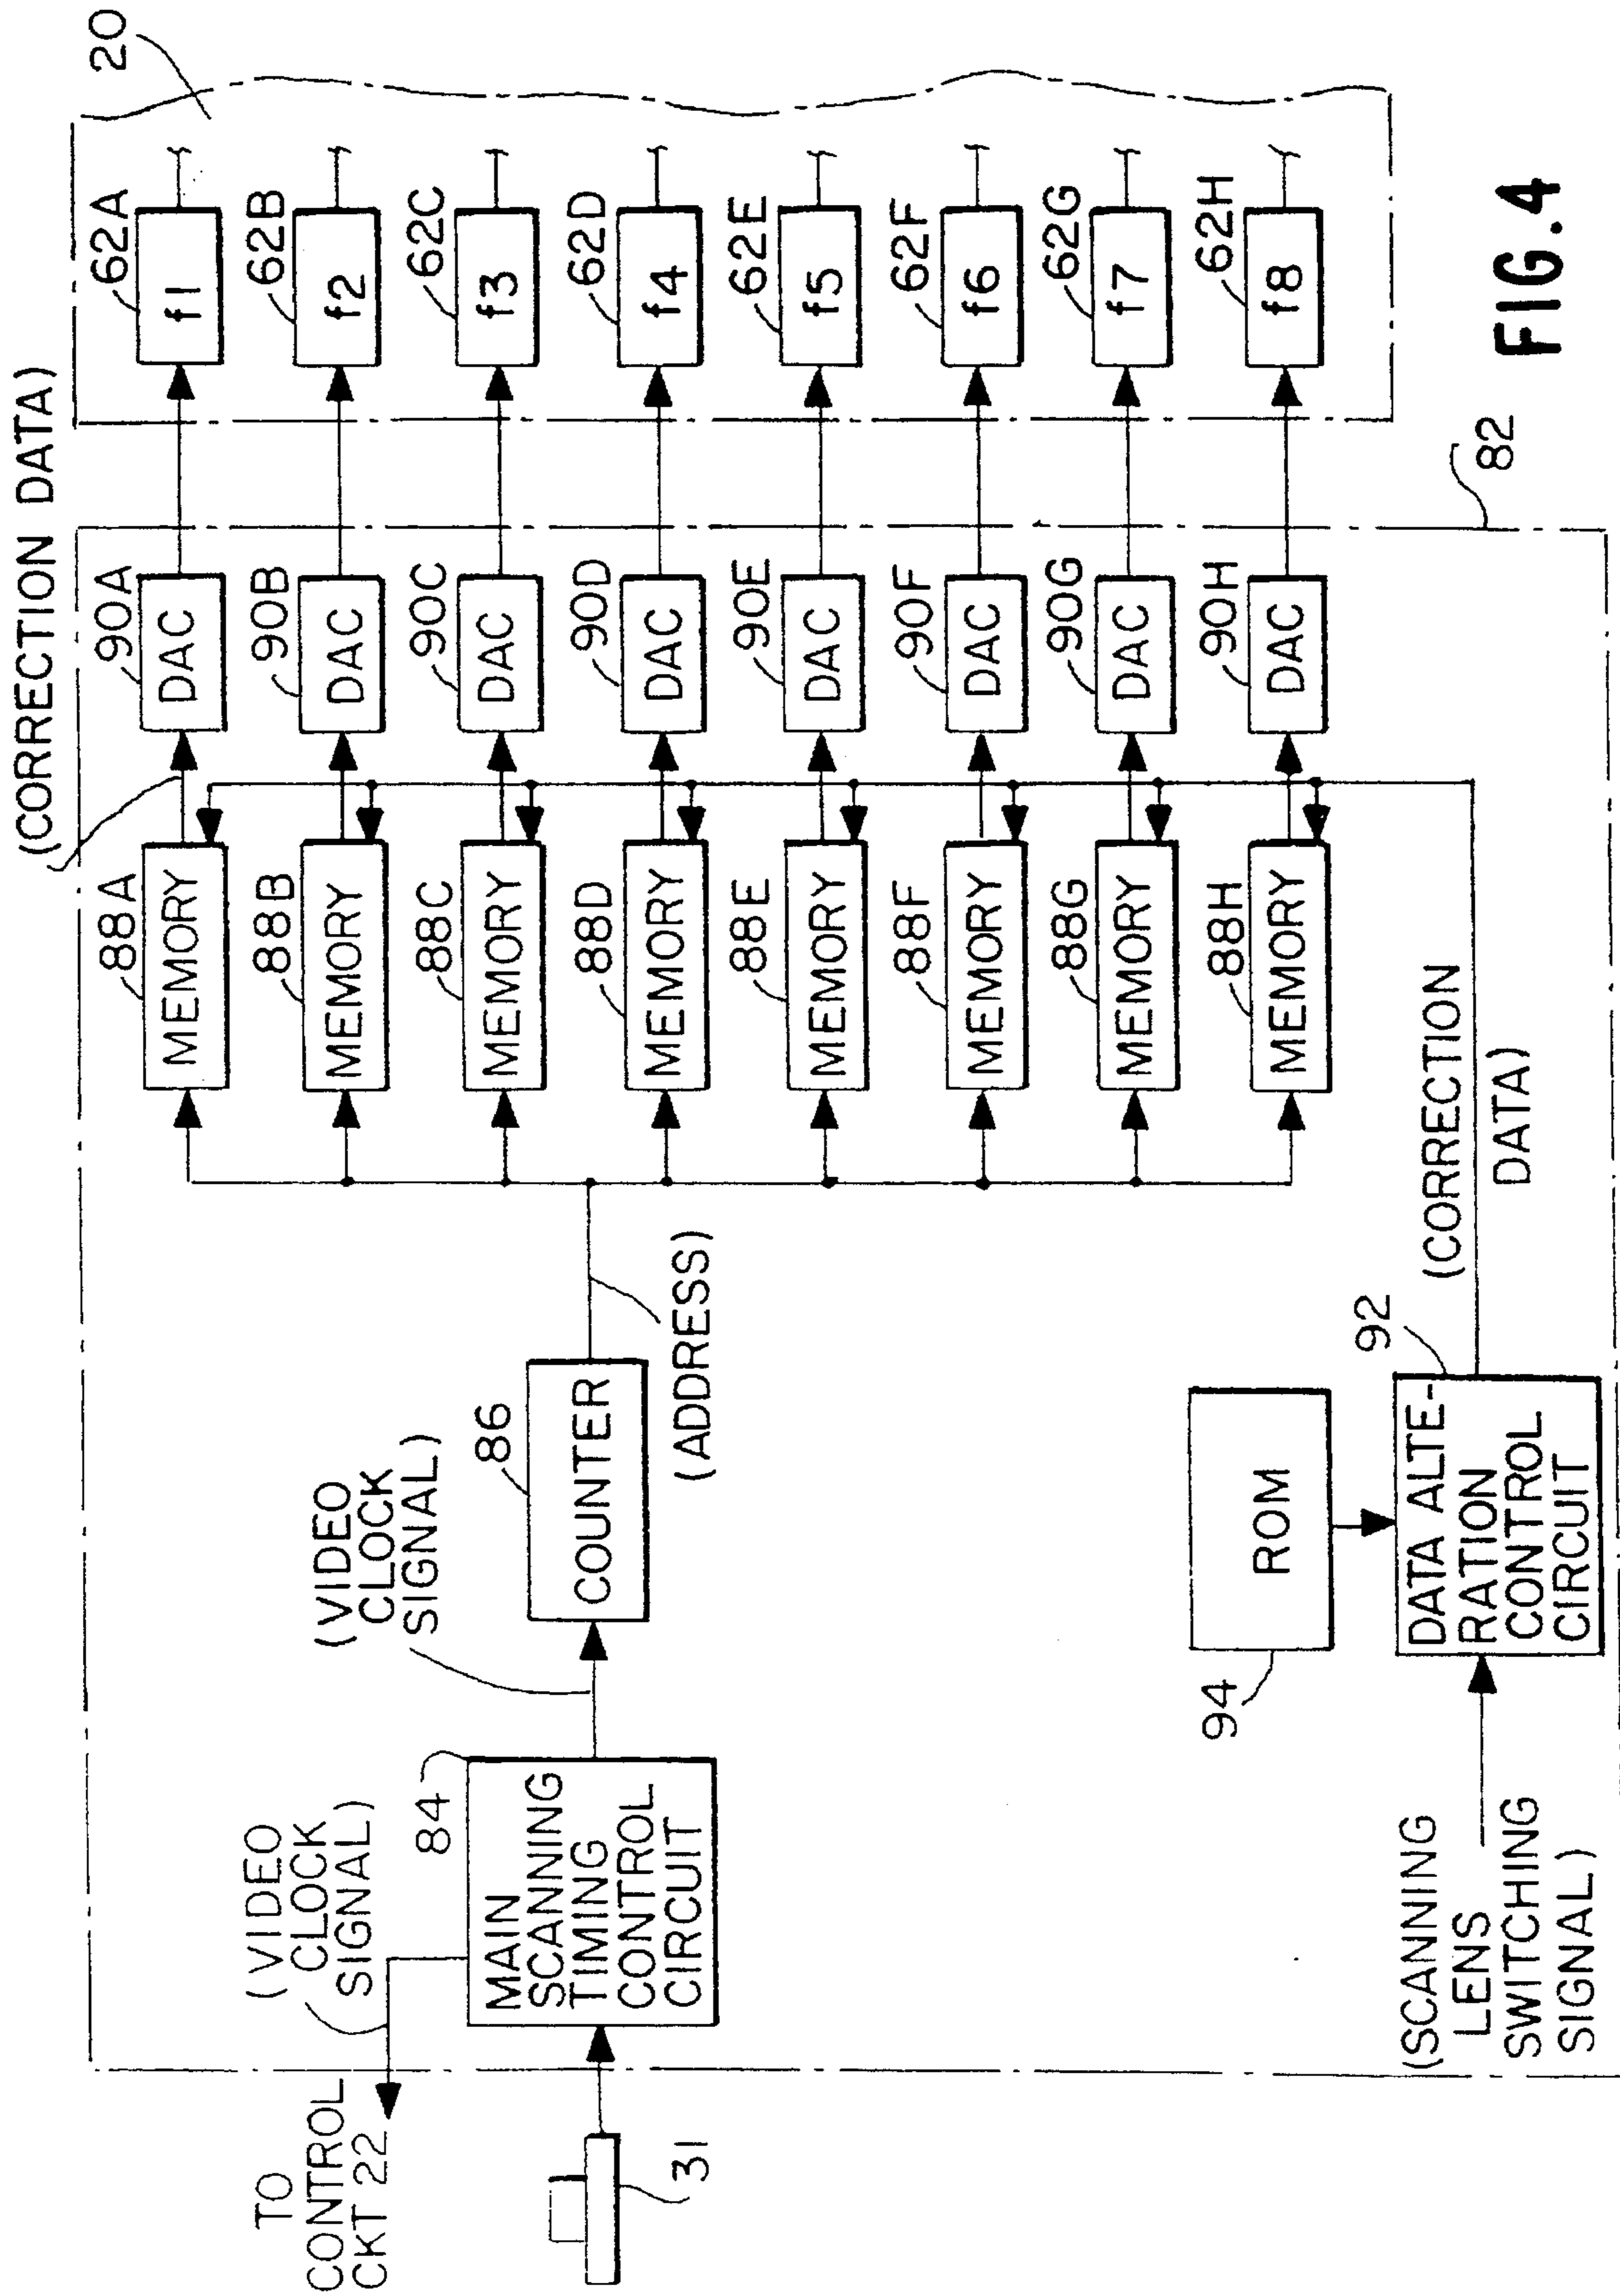 (CORRECTION DATA)
20
88A
MEMORY
90A
DAC
62A
f1
88B
MEMORY
90B
DAC
62B
f2
88C
MEMORY
90C
DAC
62C
f3
88D
MEMORY
90D
DAC
62D
f4
88E
MEMORY
90E
DAC
62E
f5
88F
MEMORY
90F
DAC
62F
f6
88G
MEMORY
90G
DAC
62G
f7
88H
MEMORY
90H
DAC
62H
f8
TO
CONTROL
CKT 22
(VIDEO
CLOCK
SIGNAL)
84
MAIN
SCANNING
TIMING
CONTROL
CIRCUIT
31
(VIDEO
CLOCK
SIGNAL)
86
COUNTER
(ADDRESS)
94
ROM
92
DATA ALTE-
RATION
CONTROL
CIRCUIT
(SCANNING
LENS
SWITCHING
SIGNAL)
(CORRECTION
DATA)
82
FIG.4